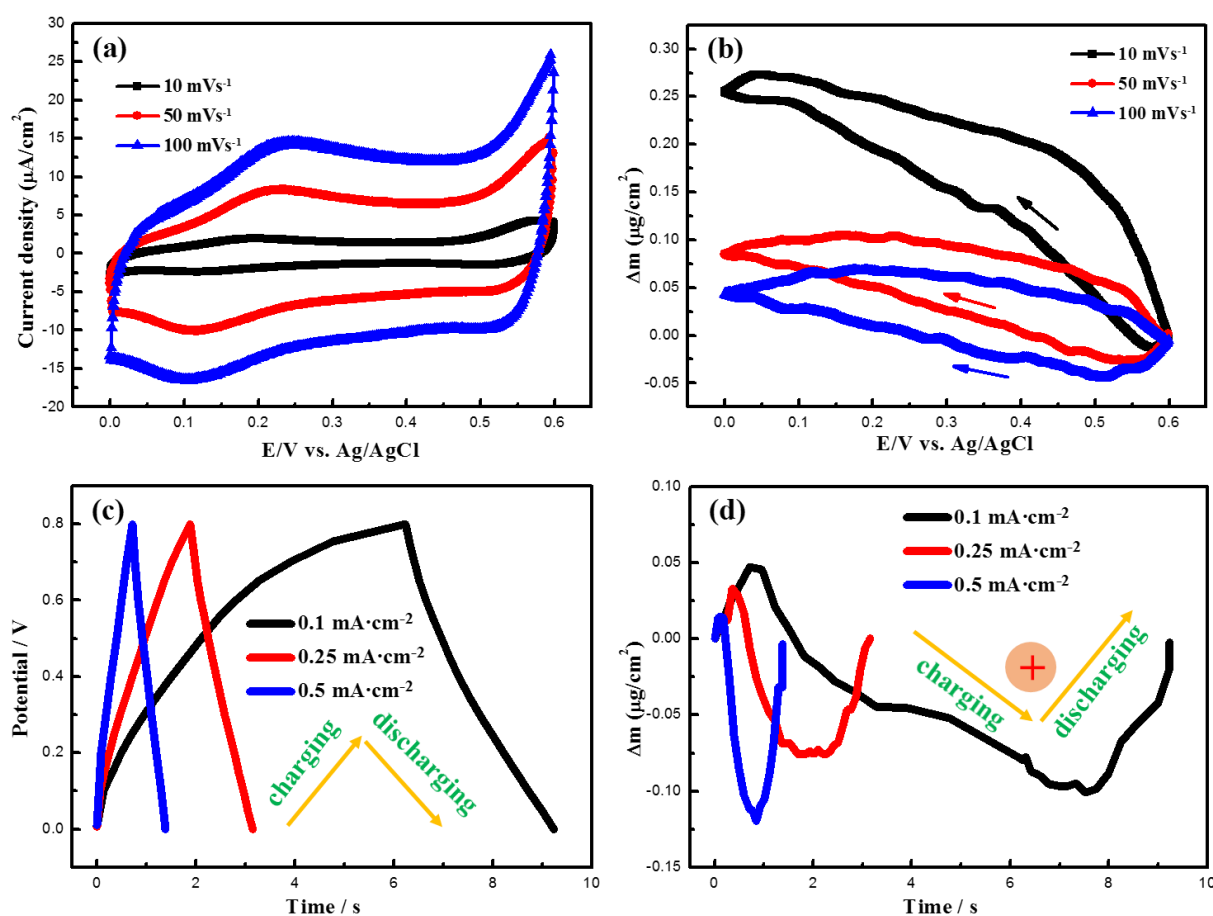 (a)
10 mVs⁻¹
50 mVs⁻¹
100 mVs⁻¹
30
25
20
15
10
5
0
-5
-10
-15
-20
Current density (μA/cm²)
0.0 0.1 0.2 0.3 0.4 0.5 0.6
E/V vs. Ag/AgCl
(b)
10 mVs⁻¹
50 mVs⁻¹
100 mVs⁻¹
0.30
0.25
0.20
0.15
0.10
0.05
0.00
-0.05
Δm (μg/cm²)
0.0 0.1 0.2 0.3 0.4 0.5 0.6
E/V vs. Ag/AgCl
(c)
0.8
0.6
0.4
0.2
0.0
Potential / V
0.1 mA·cm⁻²
0.25 mA·cm⁻²
0.5 mA·cm⁻²
charging
discharging
0 2 4 6 8 10
Time / s
(d)
0.1 mA·cm⁻²
0.25 mA·cm⁻²
0.5 mA·cm⁻²
0.10
0.05
0.00
-0.05
-0.10
-0.15
Δm (μg/cm²)
+
charging
discharging
0 2 4 6 8 10
Time / s